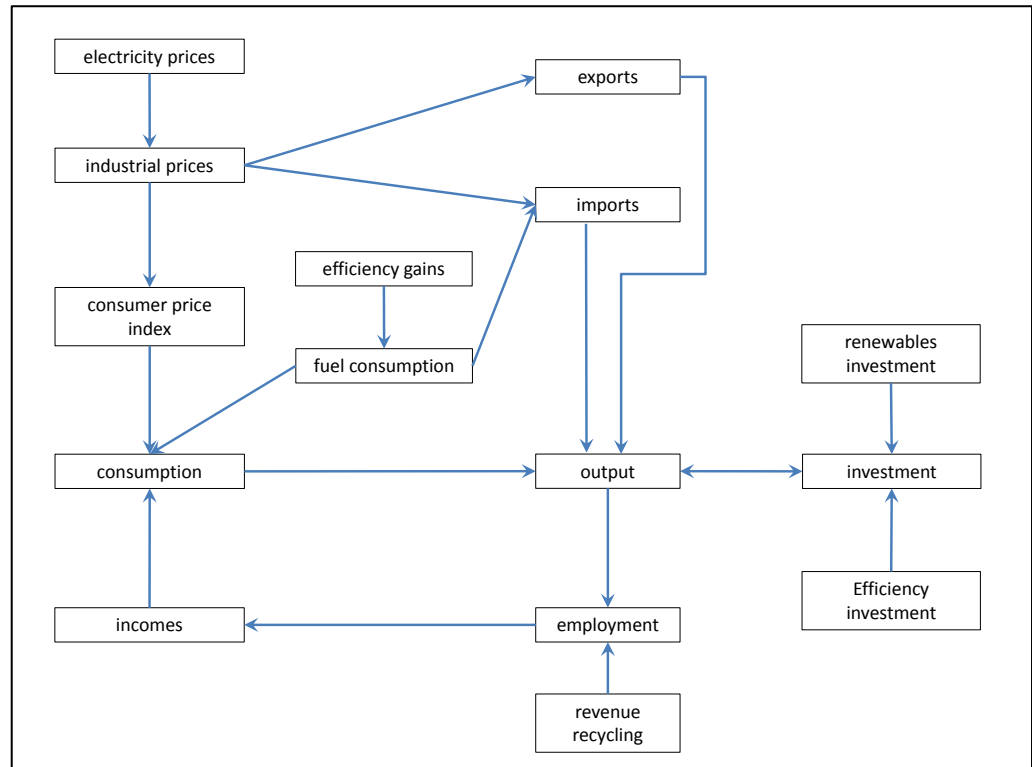 electricity prices
exports
industrial prices
imports
efficiency gains
consumer price
index
fuel consumption
renewables
investment
consumption
output
investment
Efficiency
investment
incomes
employment
revenue
recycling